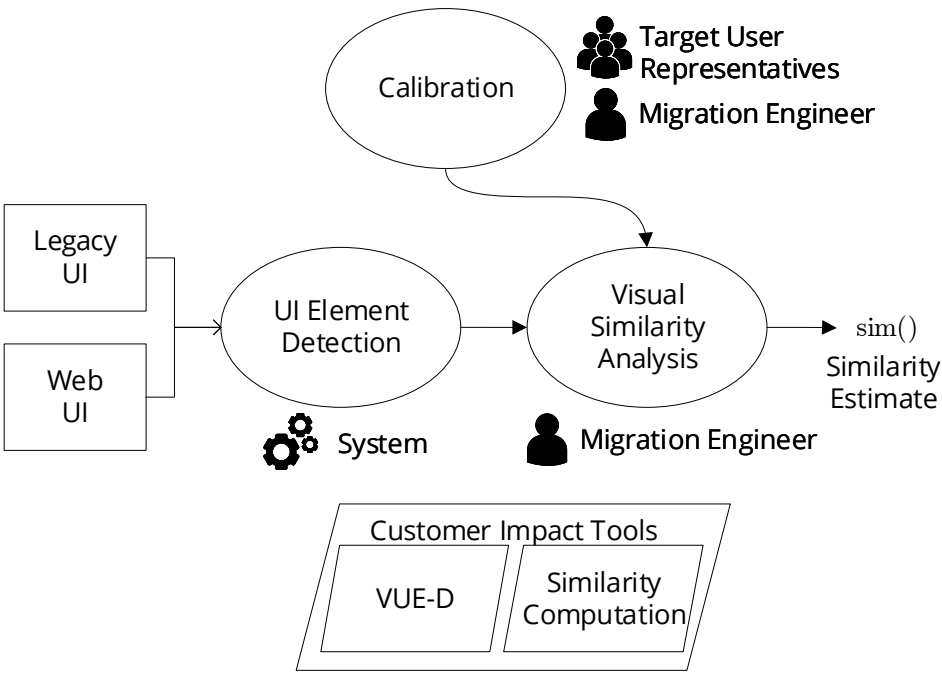 Calibration
Target User
Representatives
Migration Engineer
Legacy
UI
Web
UI
UI Element
Detection
System
Visual
Similarity
Analysis
Migration Engineer
sim()
Similarity
Estimate
Customer Impact Tools
VUE-D
Similarity
Computation